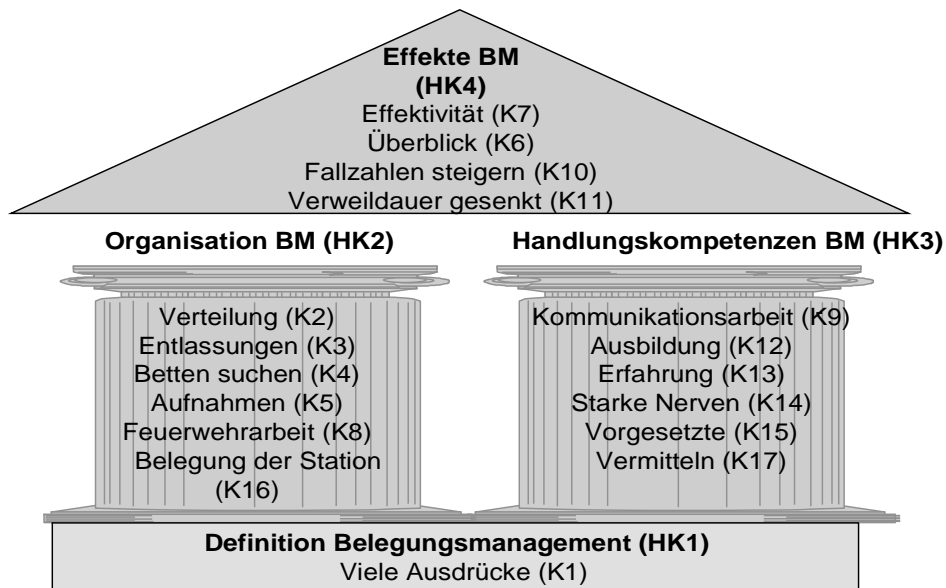 Effekte BM
(HK4)
Effektivität (K7)
Überblick (K6)
Fallzahlen steigern (K10)
Verweildauer gesenkt (K11)
Organisation BM (HK2)
Verteilung (K2)
Entlassungen (K3)
Betten suchen (K4)
Aufnahmen (K5)
Feuerwehrarbeit (K8)
Belegung der Station
(K16)
Handlungskompetenzen BM (HK3)
Kommunikationsarbeit (K9)
Ausbildung (K12)
Erfahrung (K13)
Starke Nerven (K14)
Vorgesetzte (K15)
Vermitteln (K17)
Definition Belegungsmanagement (HK1)
Viele Ausdrücke (K1)